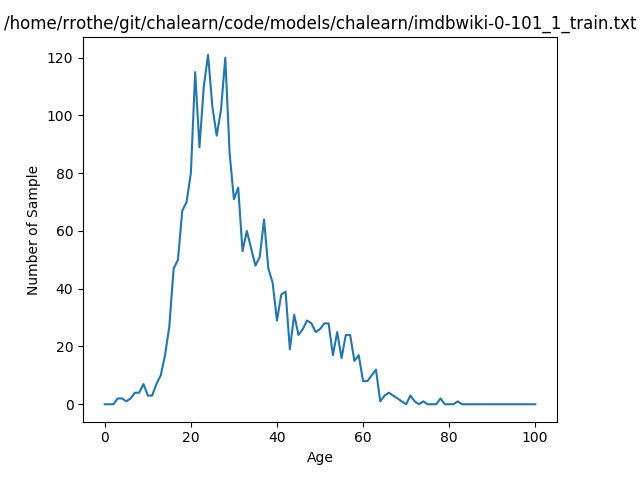 /home/rrothe/git/chalearn/code/models/chalearn/imdbwiki-0-101_1_train.txt
120
100
80
60
40
20
0
Number of Sample
0 20 40 60 80 100
Age